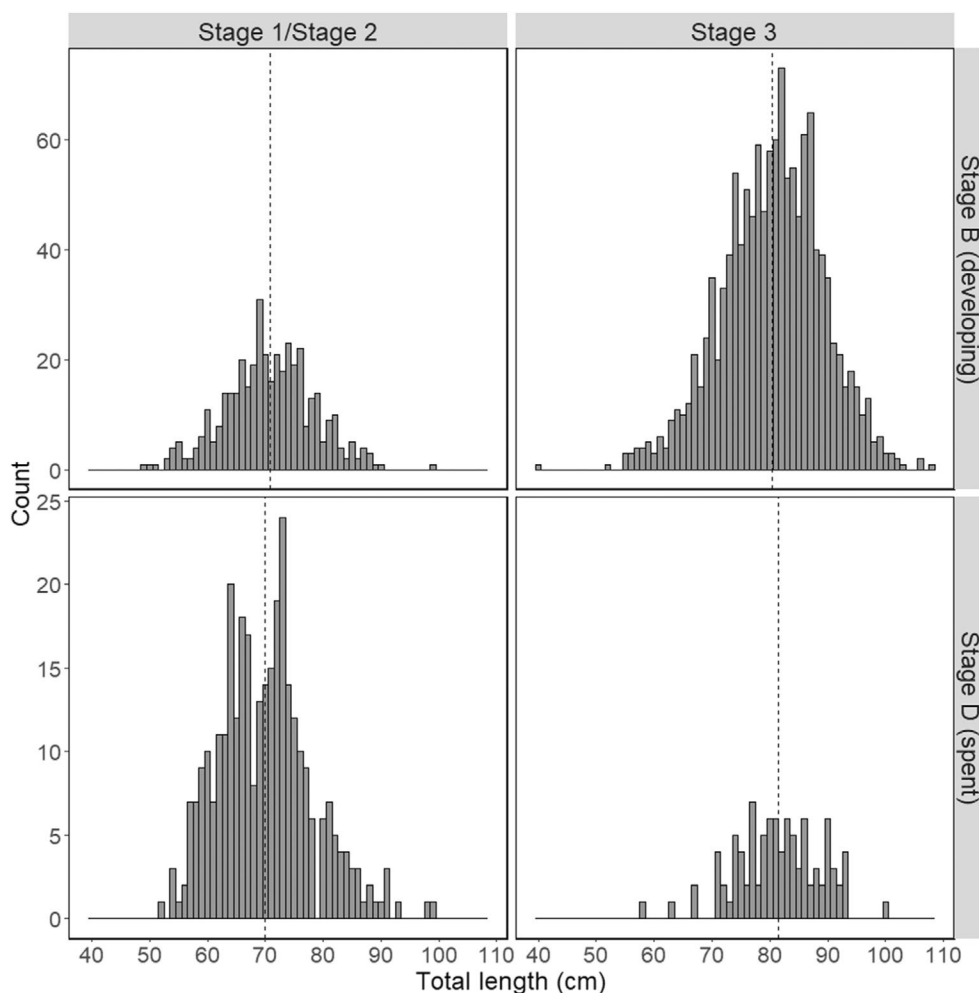 Stage 1/Stage 2
Stage 3
60
40
20
0
Stage B (developing)
Count
25
20
15
10
5
0
Stage D (spent)
40 50 60 70 80 90 100 110
40 50 60 70 80 90 100 110
Total length (cm)